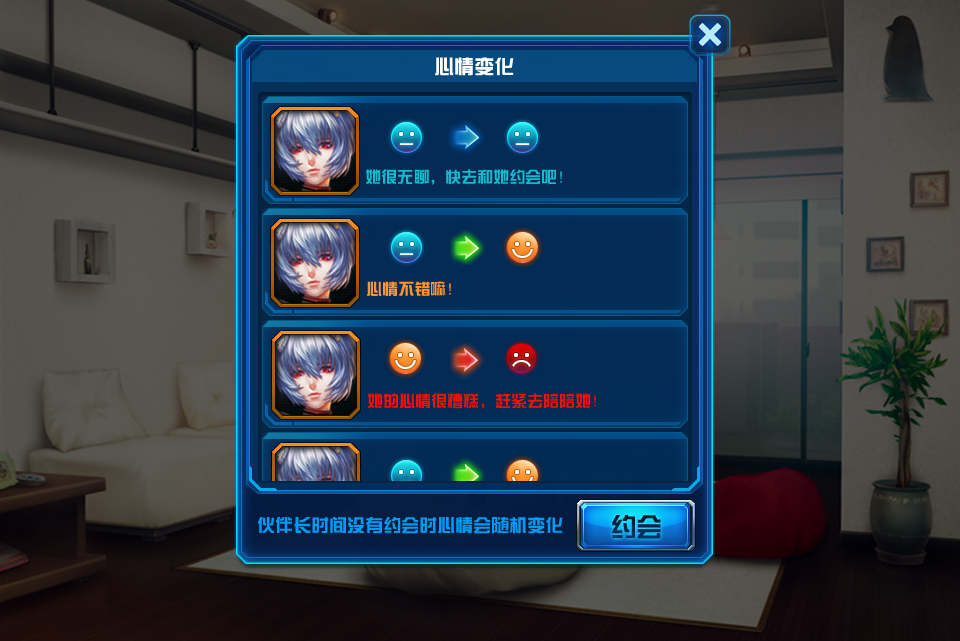 心情变化
她很无聊，快去和她约会吧！
心情不错嘛！
她的心情很糟糕，赶紧去陪陪她！
伙伴长时间没有约会时心情会随机变化
约会